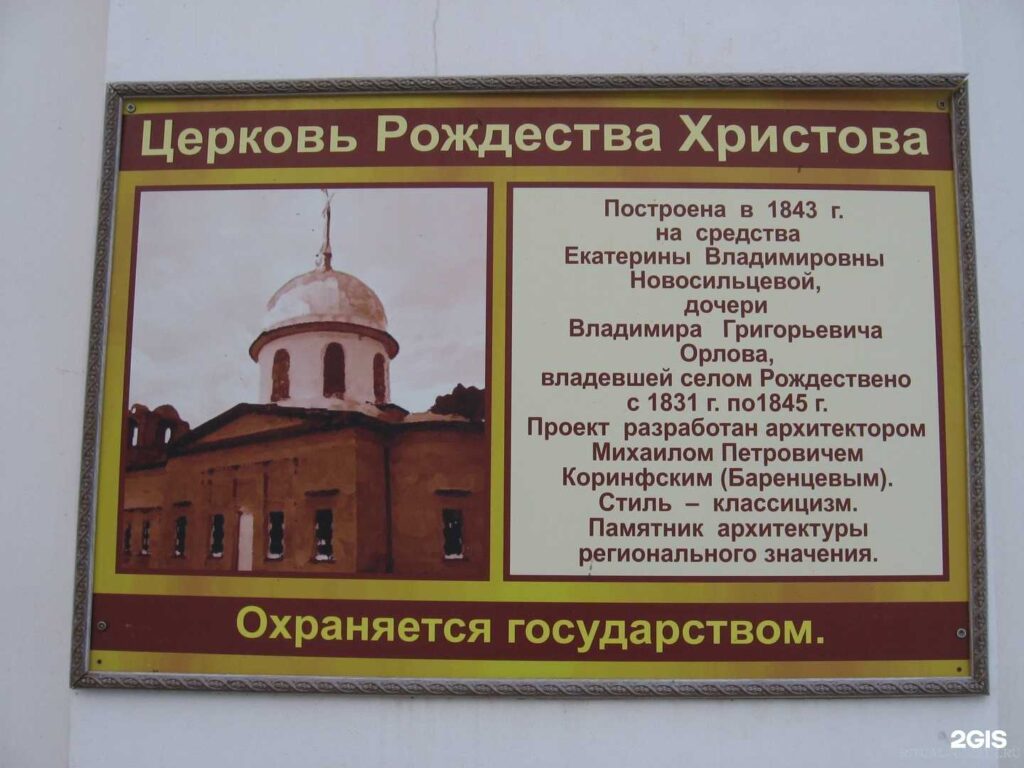 Церковь Рождества Христова
Построена в 1843 г.
на средства
Екатерины Владимировны
Новосильцевой,
дочери
Владимира Григорьевича
Орлова,
владевшей селом Рождествено
с 1831 г. по1845 г.
Проект разработан архитектором
Михаилом Петровичем
Коринфским (Баренцевым).
Стиль – классицизм.
Памятник архитектуры
регионального значения.
Охраняется государством.
2GIS